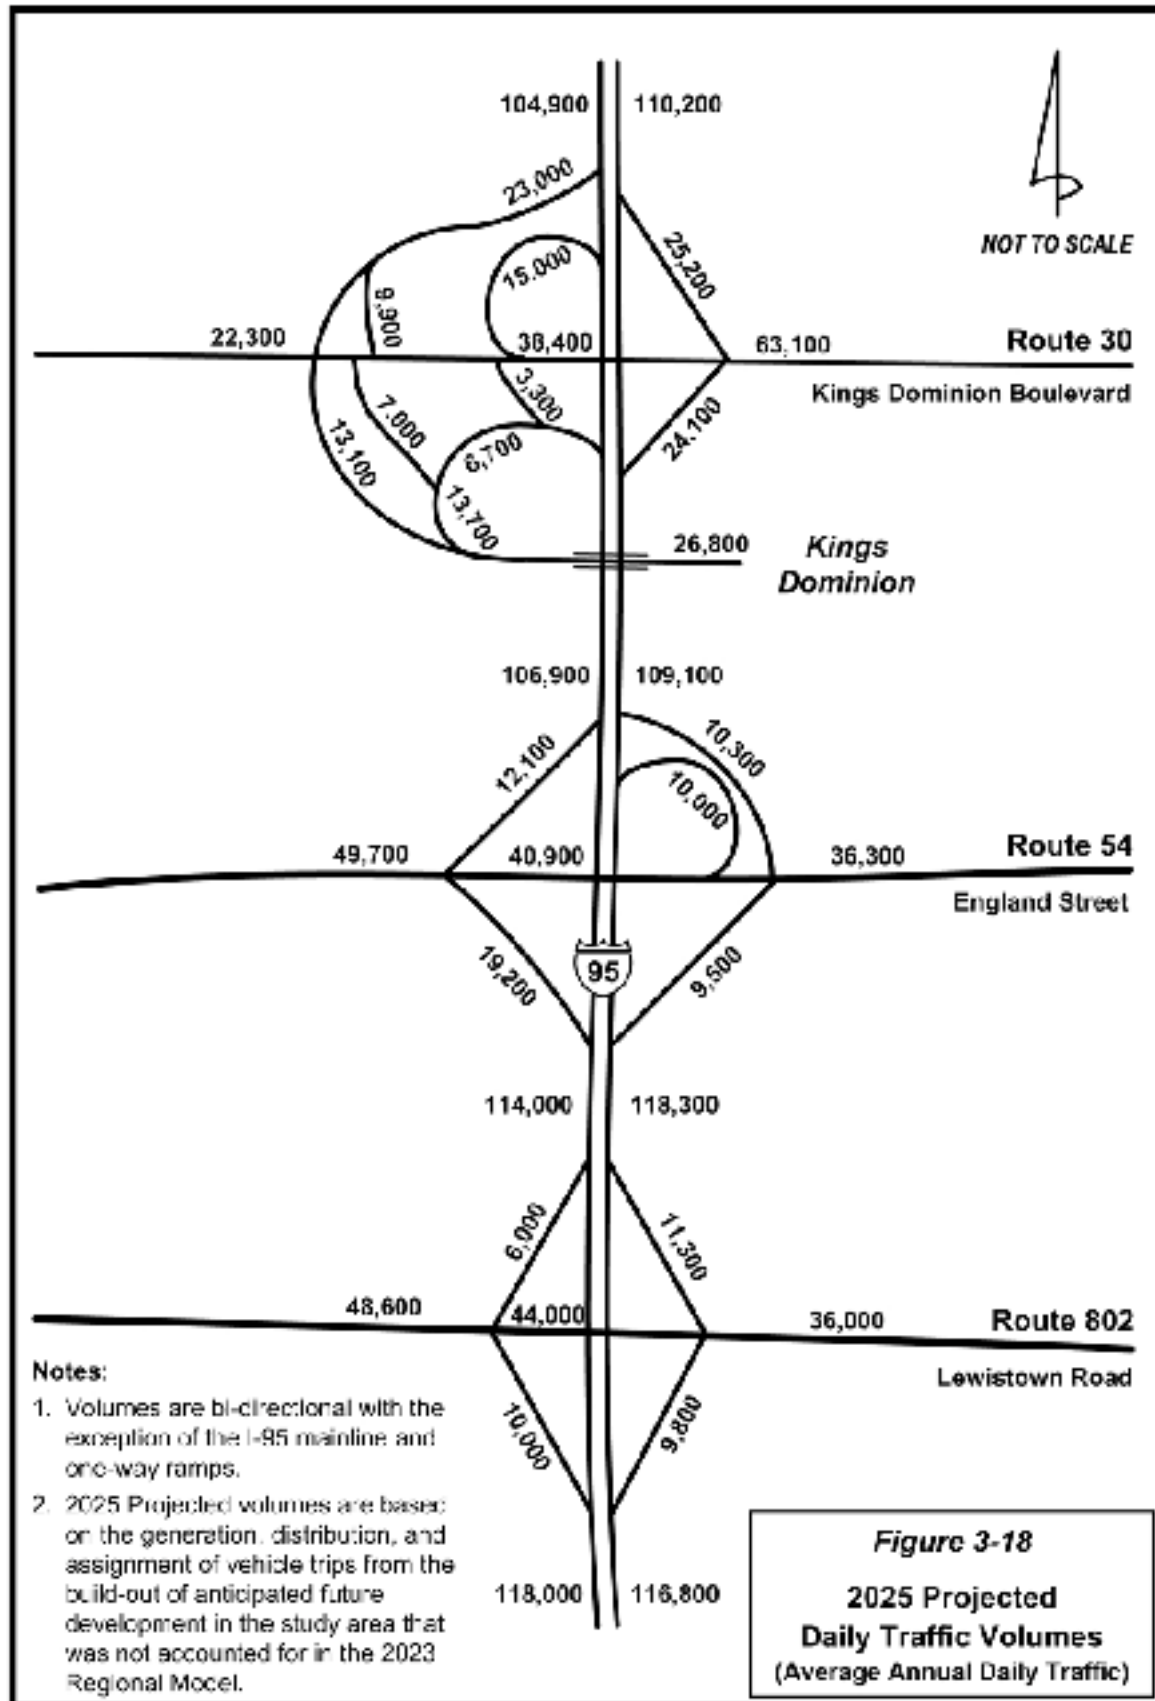 104,900 110,200
23,000
25,200
NOT TO SCALE
15,000
9,900
22,300 38,400 63,100 Route 30
Kings Dominion Boulevard
3,300
7,000
24,100
13,100
6,700
13,700
26,800 Kings
Dominion
106,900 109,100
10,300
12,100
10,000
49,700 40,900 36,300 Route 54
England Street
19,200
95
114,000 118,300
6,000
11,300
48,600 44,000 36,000 Route 802
Lewistown Road
10,000
9,800
Notes:
1. Volumes are bi-directional with the
exception of the I-95 mainline and
one-way ramps.
2. 2025 Projected volumes are based
on the generation, distribution, and
assignment of vehicle trips from the
build-out of anticipated future
development in the study area that
was not accounted for in the 2023
Regional Model.
118,000 116,800
Figure 3-18
2025 Projected
Daily Traffic Volumes
(Average Annual Daily Traffic)